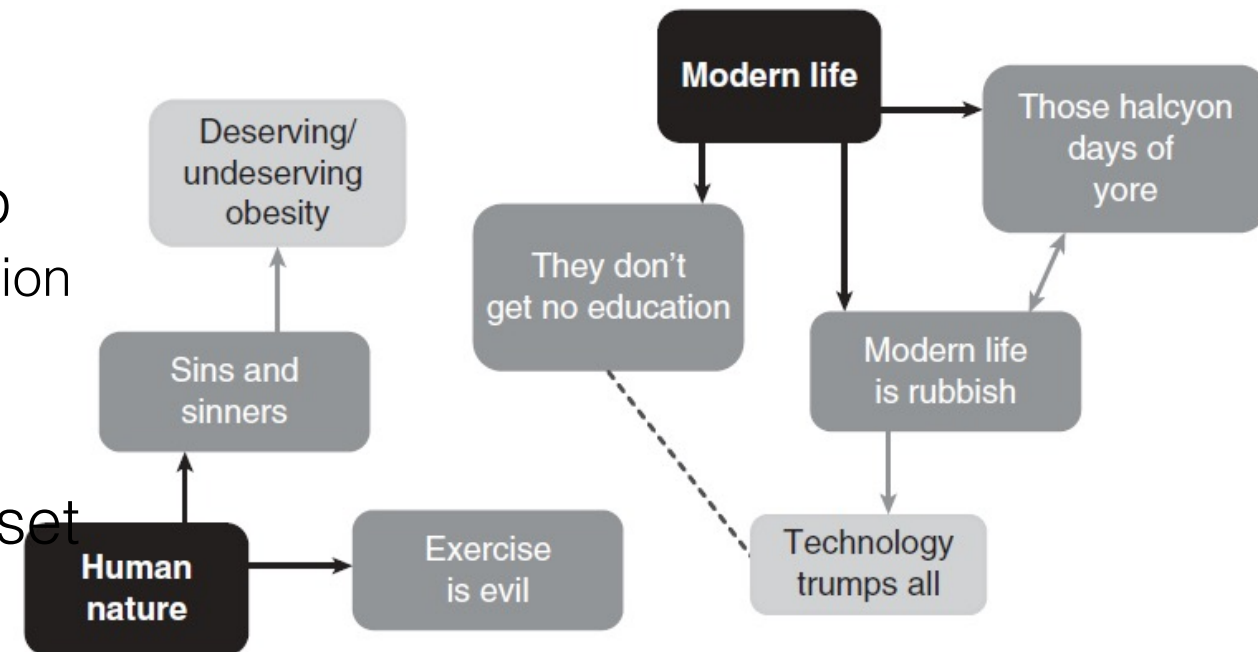 Modern life
Those halcyon
days of
yore
Deserving/
undeserving
obesity
They don't
get no education
Modern life
is rubbish
Sins and
sinners
set
Human
nature
Exercise
is evil
Technology
trumps all